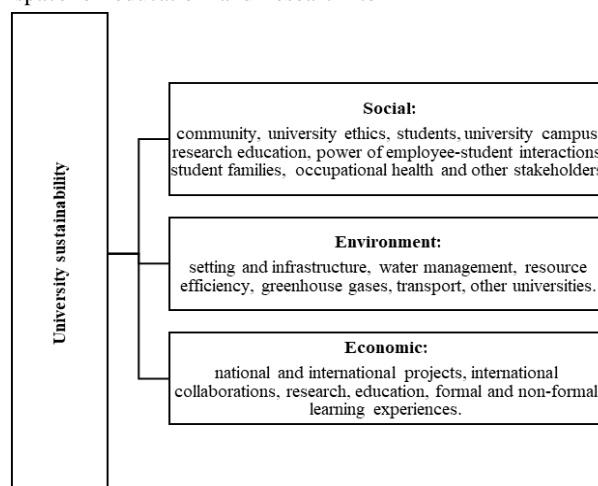 University sustainability
Social:
community, university ethics, students, university campus
research education, power of employee-student interactions
student families, occupational health and other stakeholders
Environment:
setting and infrastructure, water management, resource
efficiency, greenhouse gases, transport, other universities.
Economic:
national and international projects, international
collaborations, research, education, formal and non-formal
learning experiences.